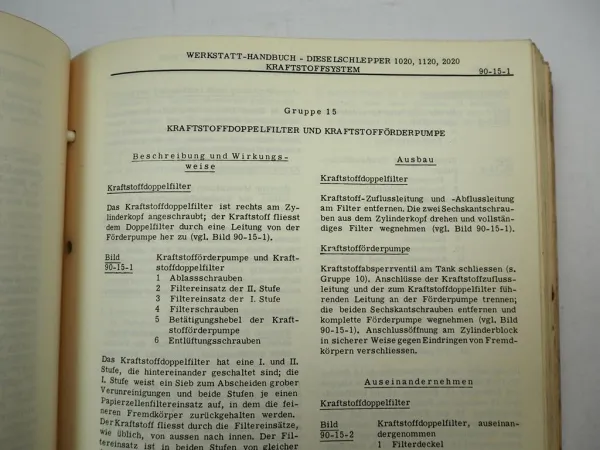 WERKSTATT-HANDBUCH - DIESELSCHLEPPER 1020, 1120, 2020
KRAFTSTOFFSYSTEM
90-15-1
Gruppe 15
KRAFTSTOFFDOPPELFILTER UND KRAFTSTOFFÖRDERPUMPE
Beschreibung und Wirkungs-
weise
Kraftstoffdoppelfilter
Das Kraftstoffdoppelfilter ist rechts am Zy-
linderkopf angeschraubt; der Kraftstoff fliesst
dem Doppelfilter durch eine Leitung von der
Förderpumpe her zu (vgl. Bild 90-15-1).
Bild Kraftstofförderpumpe und Kraft-
90-15-1 stoffdoppelfilter
1 Ablassschrauben
2 Filtereinsatz der II. Stufe
3 Filtereinsatz der I. Stufe
4 Filterschrauben
5 Betätigungshebel der Kraft-
stofförderpumpe
6 Entlüftungsschrauben
Das Kraftstoffdoppelfilter hat eine I. und II.
Stufe, die hintereinander geschaltet sind; die
I. Stufe weist ein Sieb zum Abscheiden grober
Verunreinigungen und beide Stufen je einen
Papierzellenfiltereinsatz auf, in dem die fei-
neren Fremdkörper zurückgehalten werden.
Der Kraftstoff fliesst durch die Filtereinsätze,
wie üblich, von aussen nach innen. Der Fil-
tereinsatz ist in beiden Stufen von gleicher
Ausbau
Kraftstoffdoppelfilter
Kraftstoff-Zuflussleitung und -Abflussleitung
am Filter entfernen. Die zwei Sechskantschrau-
ben aus dem Zylinderkopf drehen und vollstän-
diges Filter wegnehmen (vgl. Bild 90-15-1).
Kraftstofförderpumpe
Kraftstoffabsperrventil am Tank schliessen (s.
Gruppe 10). Anschlüsse der Kraftstoffzufluss-
leitung und der zum Kraftstoffdoppelfilter füh-
renden Leitung an der Förderpumpe trennen;
die beiden Sechskantschrauben entfernen und
komplette Förderpumpe wegnehmen (vgl. Bild
90-15-1). Anschlussöffnung am Zylinderblock
in sicherer Weise gegen Eindringen von Fremd-
körpern verschliessen.
Auseinandernehmen
Kraftstoffdoppelfilter
Bild Kraftstoffdoppelfilter, auseinan-
90-15-2 dergenommen
1 Filterdeckel